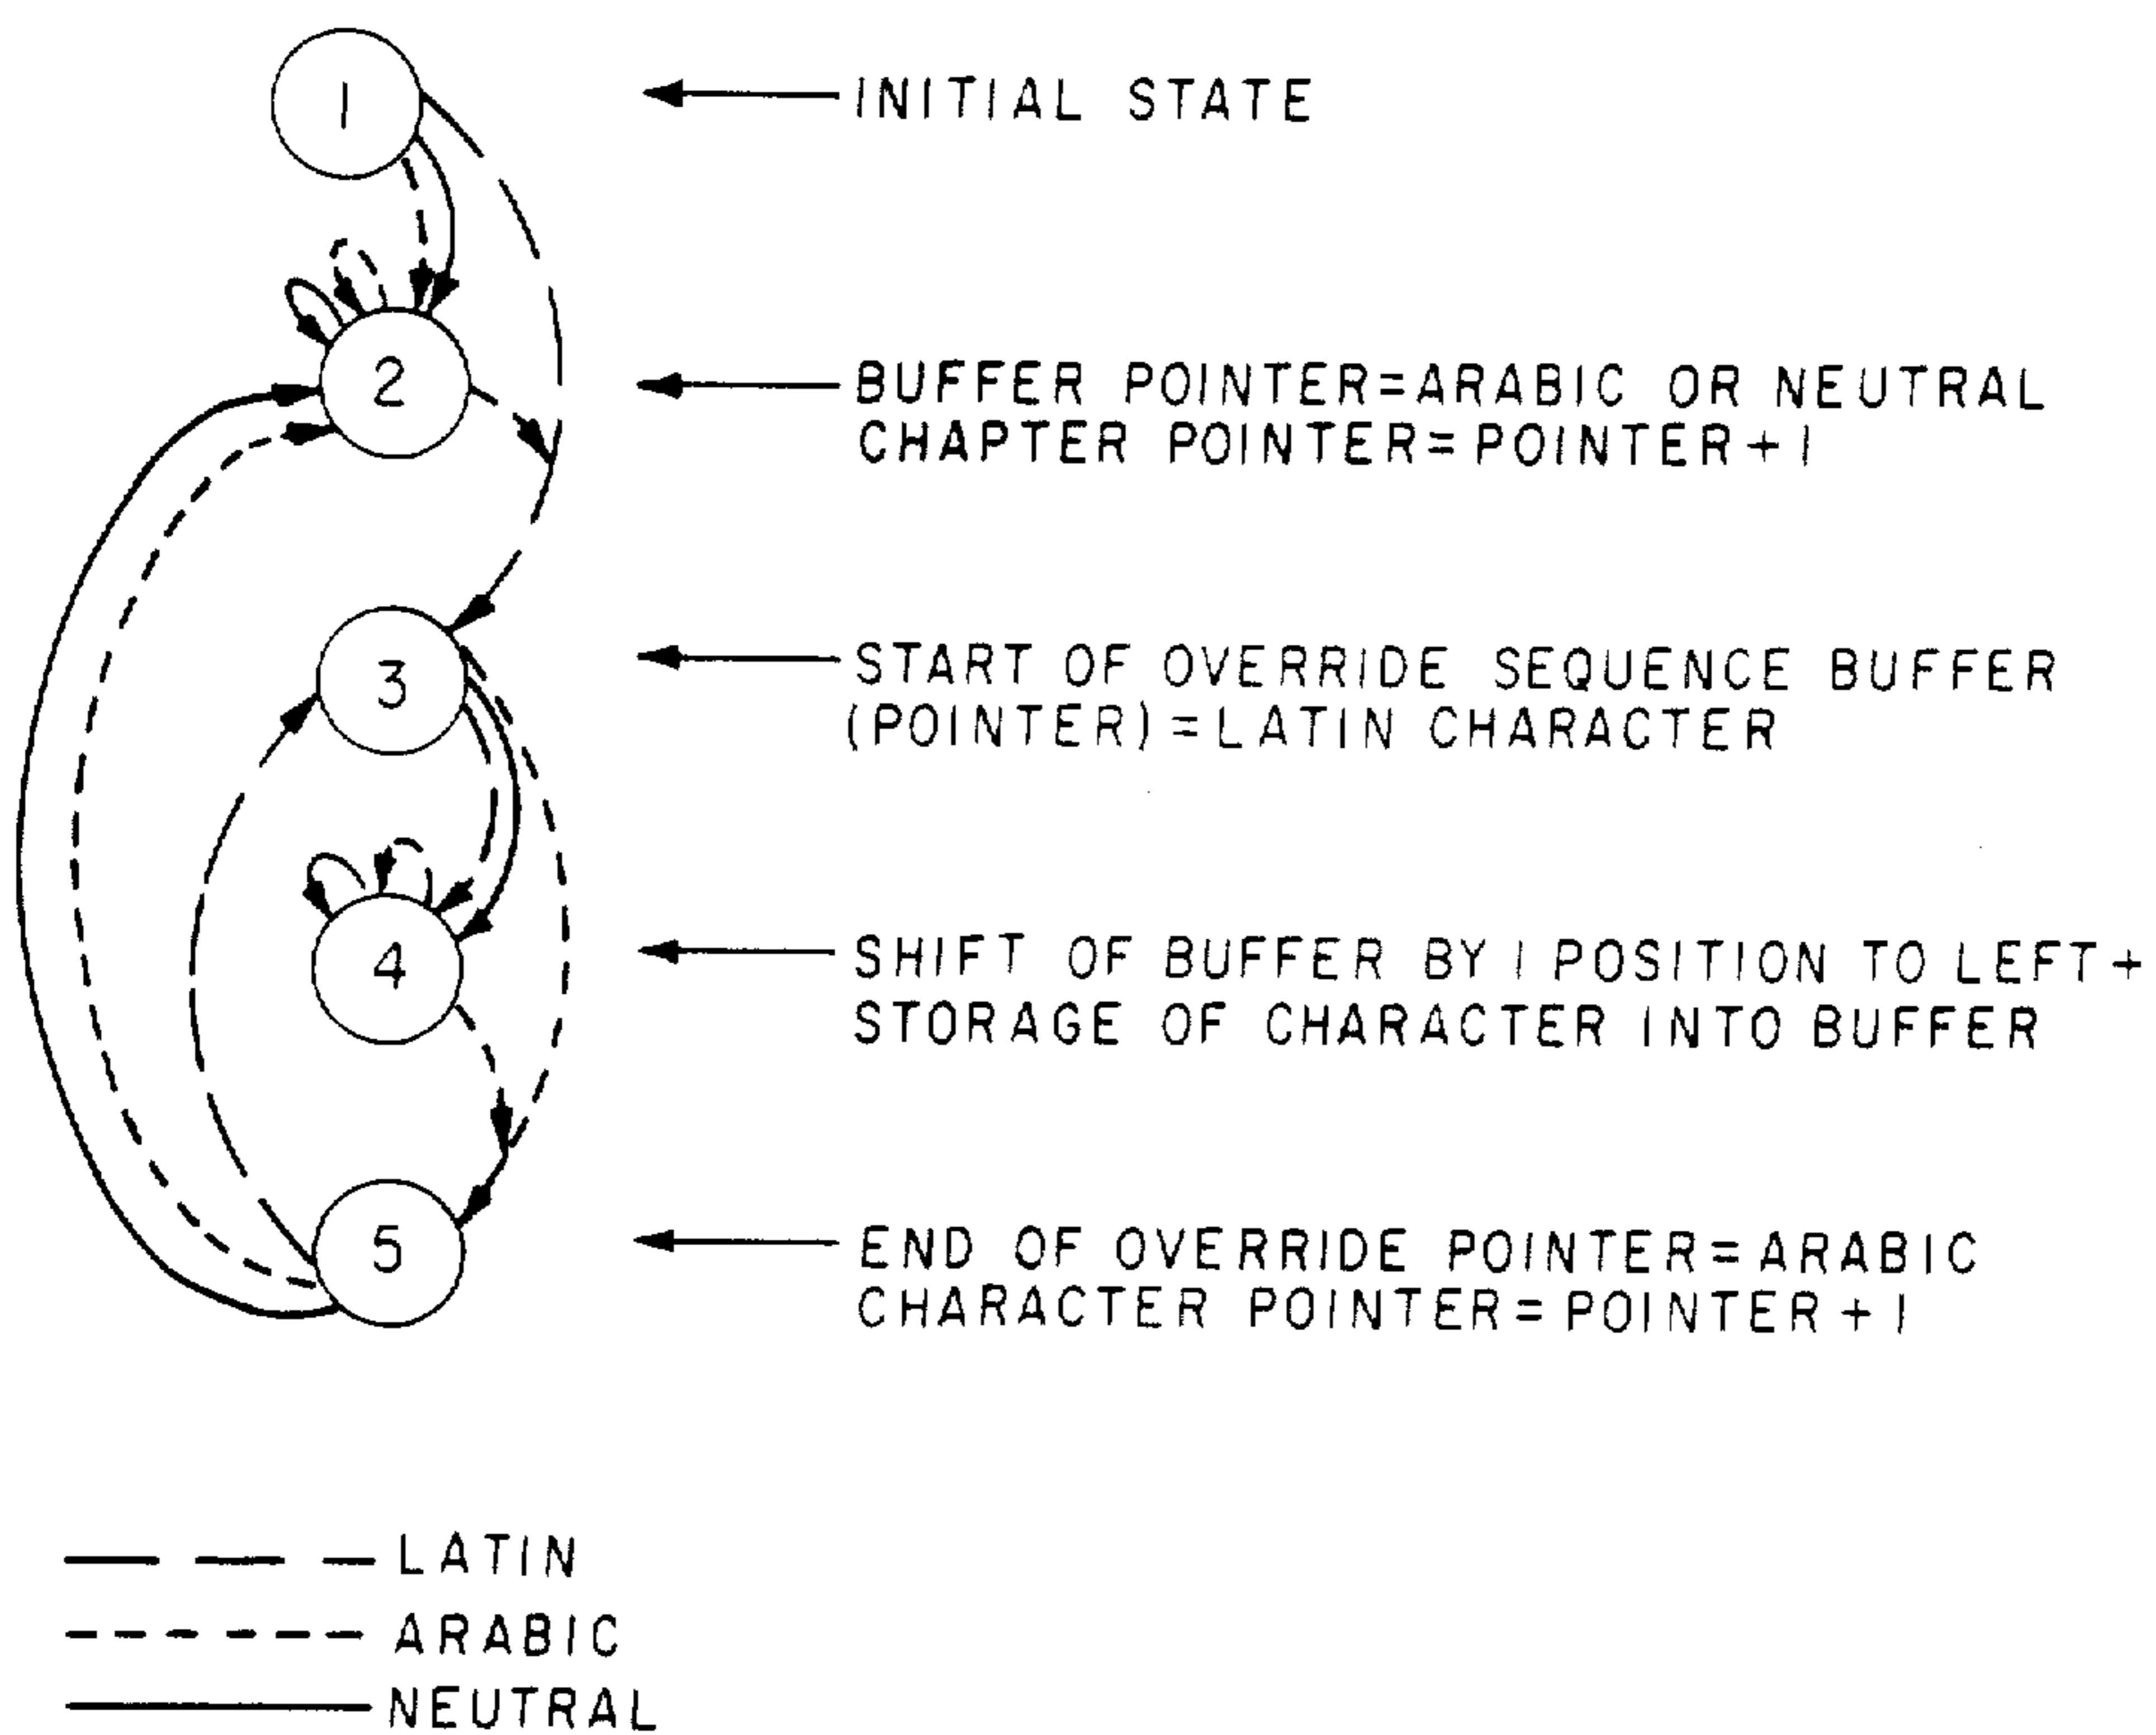 1
INITIAL STATE
2
BUFFER POINTER=ARABIC OR NEUTRAL
CHAPTER POINTER=POINTER+1
3
START OF OVERRIDE SEQUENCE BUFFER
(POINTER)=LATIN CHARACTER
4
SHIFT OF BUFFER BY 1 POSITION TO LEFT+
STORAGE OF CHARACTER INTO BUFFER
5
END OF OVERRIDE POINTER=ARABIC
CHARACTER POINTER=POINTER+1
LATIN
ARABIC
NEUTRAL